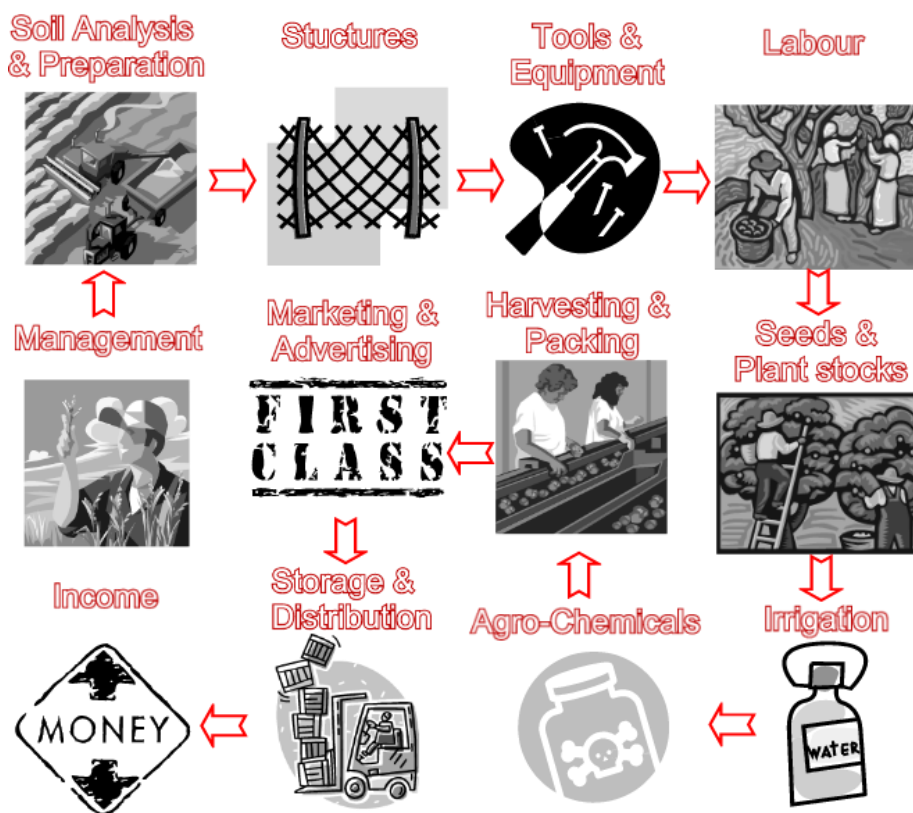 Soil Analysis
& Preparation
Stuctures
Tools &
Equipment
Labour
Management
Marketing &
Advertising
FIRST
CLASS
Harvesting &
Packing
Seeds &
Plant stocks
Income
MONEY
Storage &
Distribution
Agro-Chemicals
Irrigation
WATER